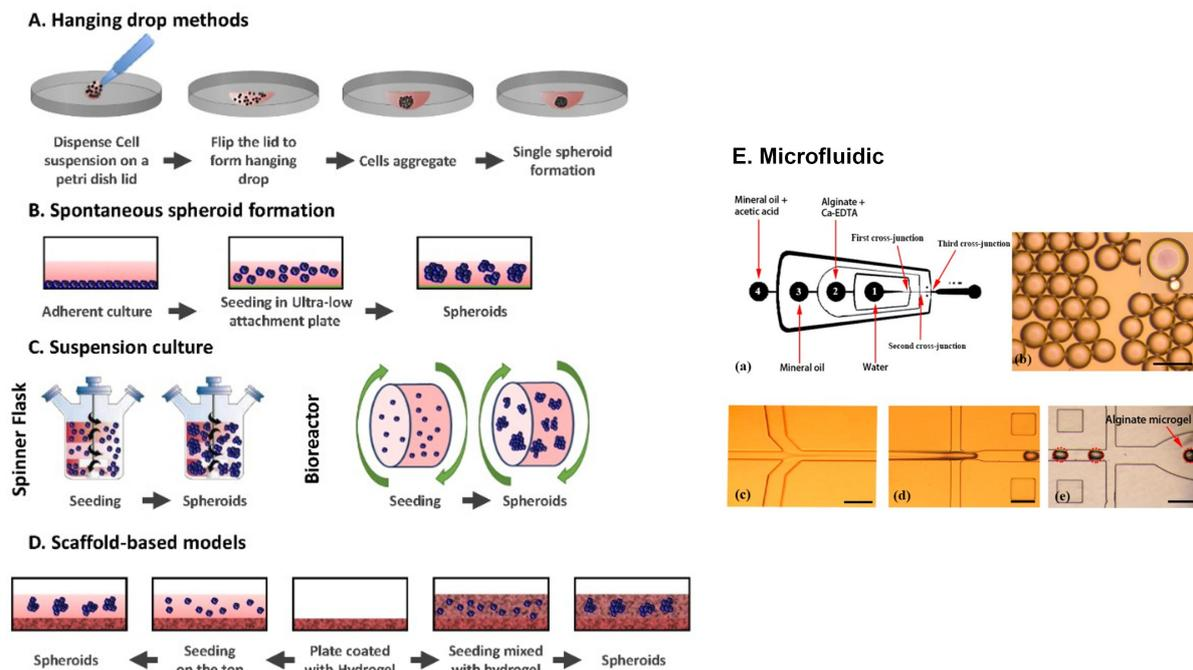 A. Hanging drop methods
Dispense Cell
suspension on a
petri dish lid
Flip the lid to
form hanging
drop
Cells aggregate
Single spheroid
formation
B. Spontaneous spheroid formation
Adherent culture
Seeding in Ultra-low
attachment plate
Spheroids
C. Suspension culture
Spinner Flask
Seeding
Spheroids
Bioreactor
Seeding
Spheroids
D. Scaffold-based models
Spheroids
Seeding
on the top
Plate coated
with Hydrogel
Seeding mixed
with hydrogel
Spheroids
E. Microfluidic
Mineral oil +
acetic acid
Alginate +
Ca-EDTA
First cross-junction
Third cross-junction
4
3
2
1
Second cross-junction
(a)
Mineral oil
Water
(b)
(c)
(d)
Alginate microgel
(e)